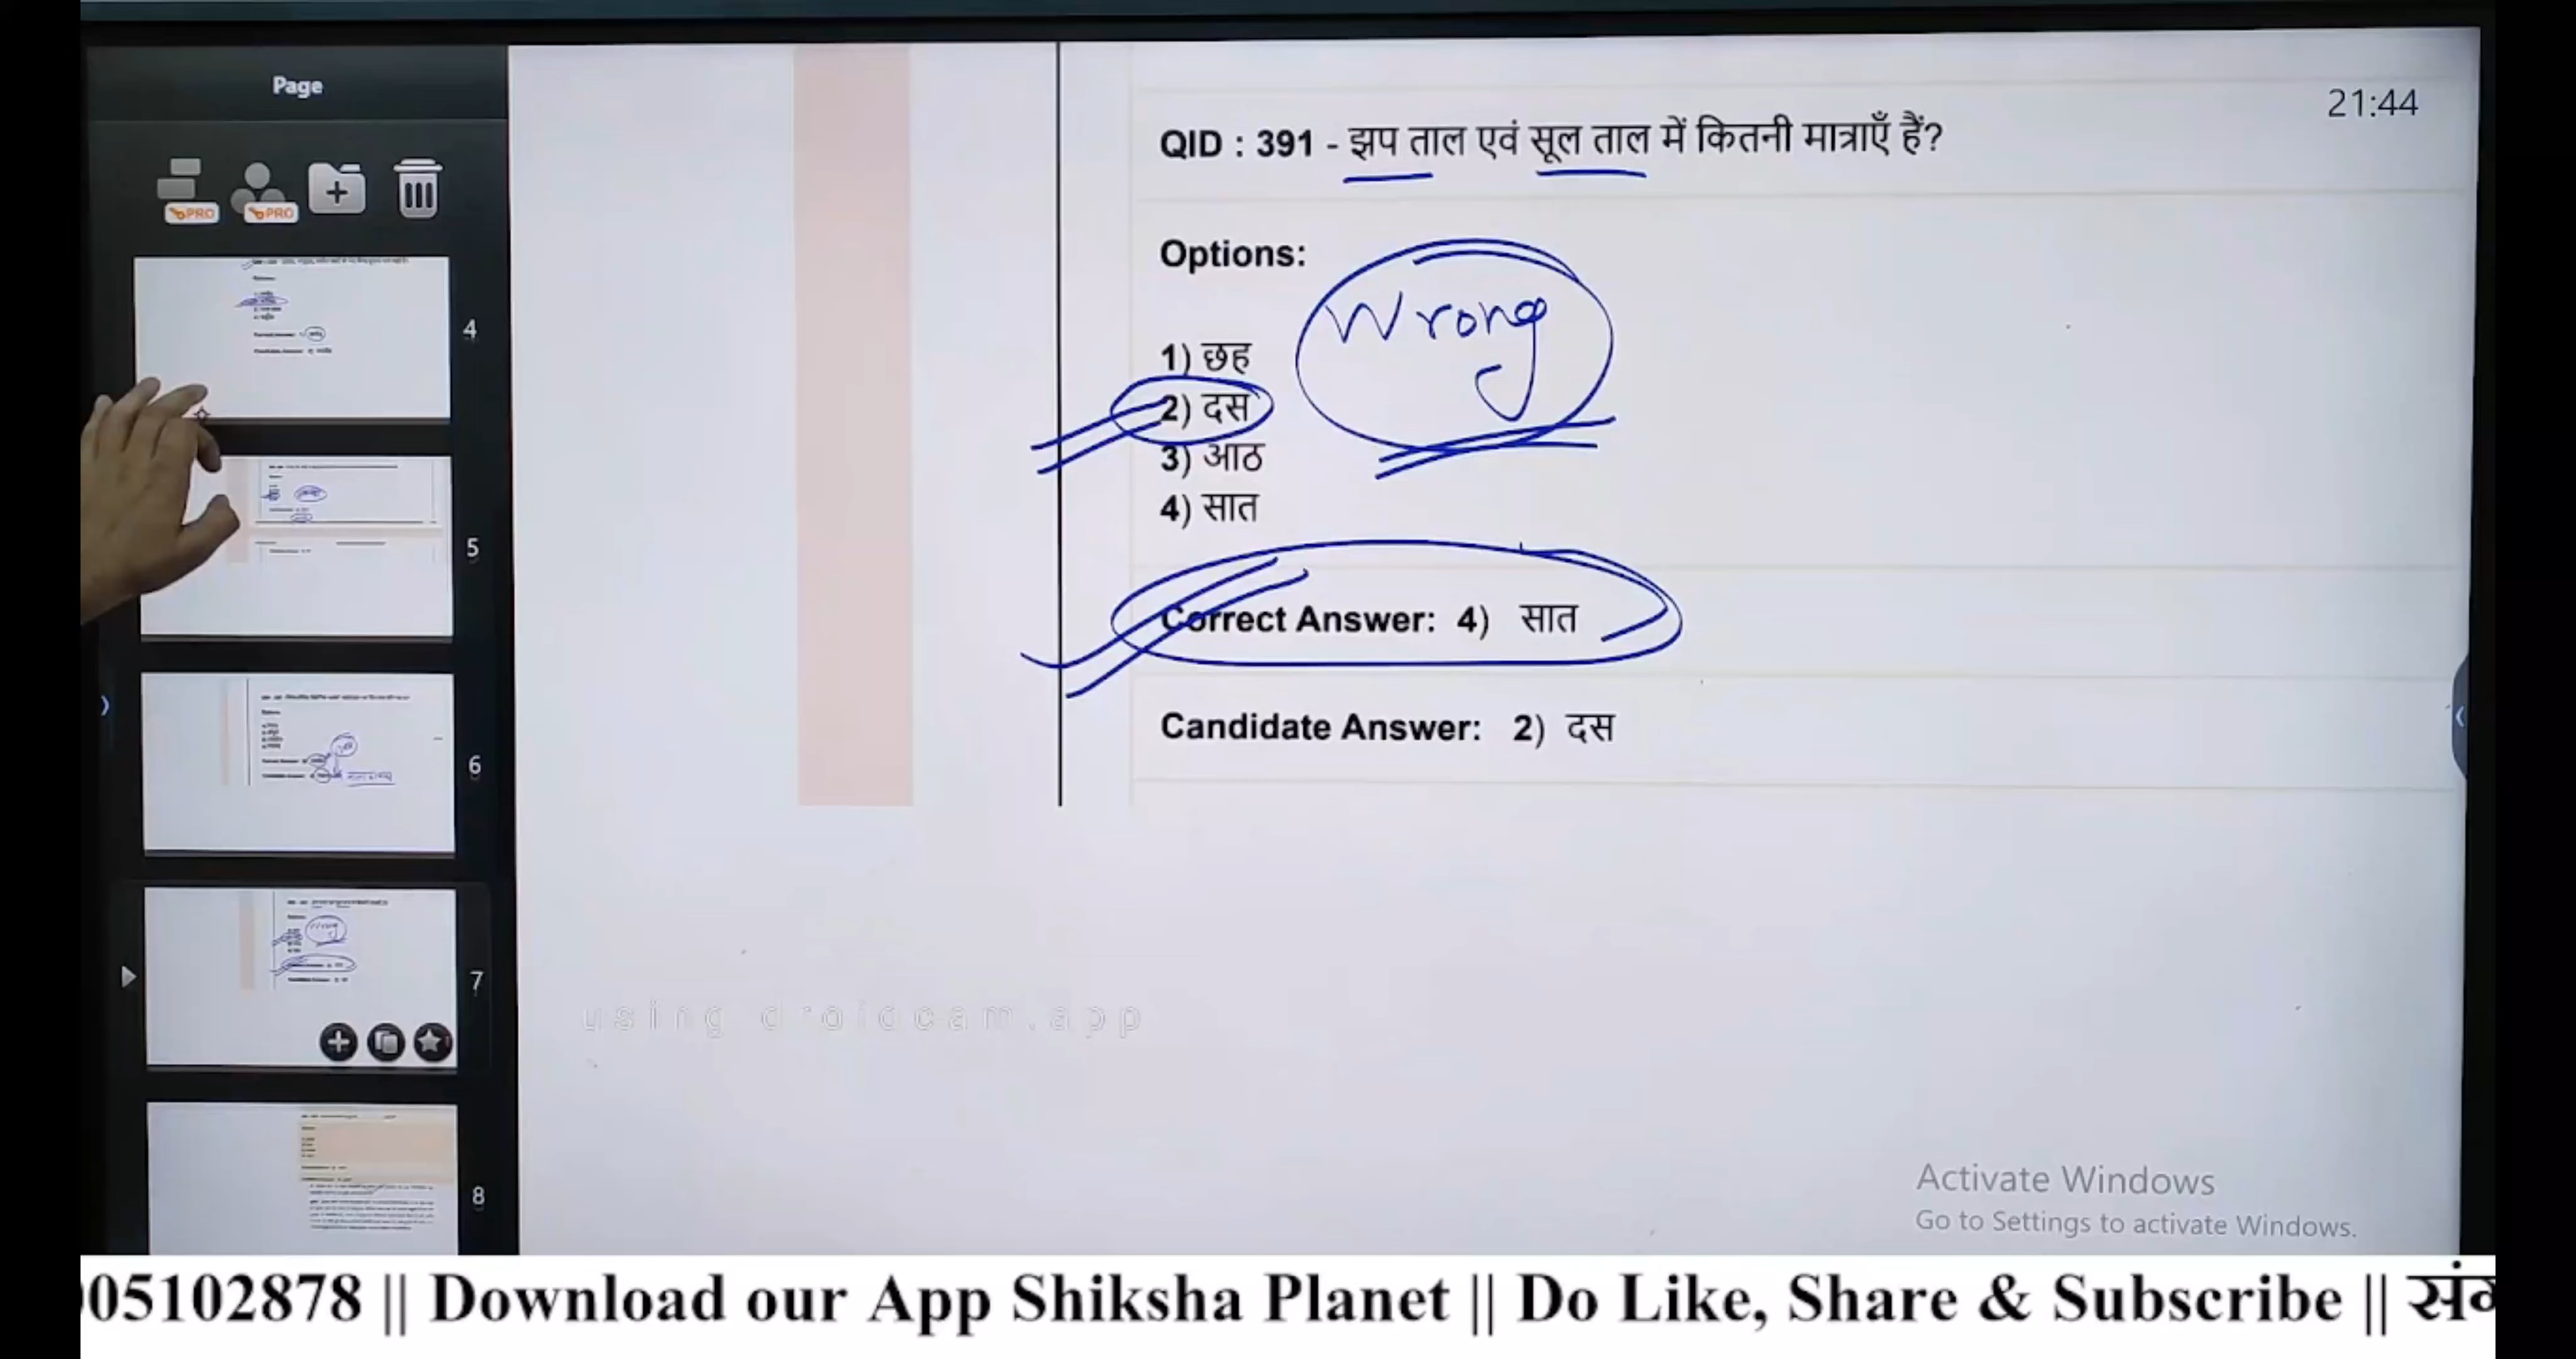 Page
21:44
PRO
PRO
4
5
6
7
8
QID : 391 - झप ताल एवं सूल ताल में कितनी मात्राएँ हैं?
Options:
Wrong
1) छह
2) दस
3) आठ
4) सात
Correct Answer: 4) सात
Candidate Answer: 2) दस
using droidcam.app
Activate Windows
Go to Settings to activate Windows.
05102878 || Download our App Shiksha Planet || Do Like, Share & Subscribe ||